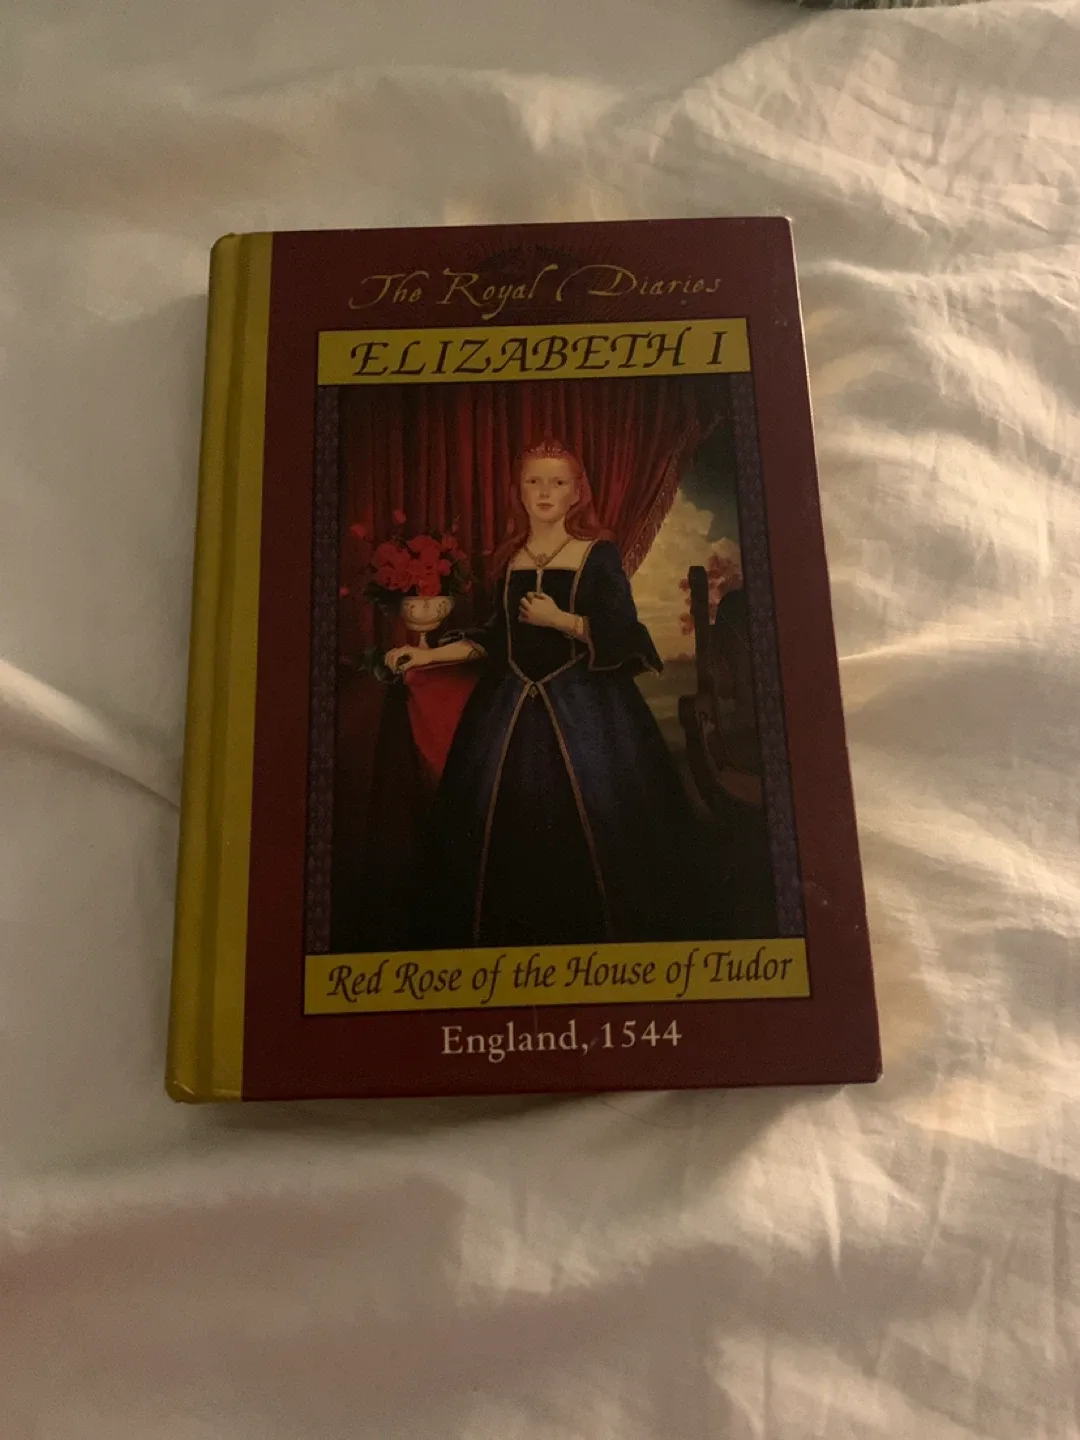 The Royal Diaries
ELIZABETH I
Red Rose of the House of Tudor
England, 1544